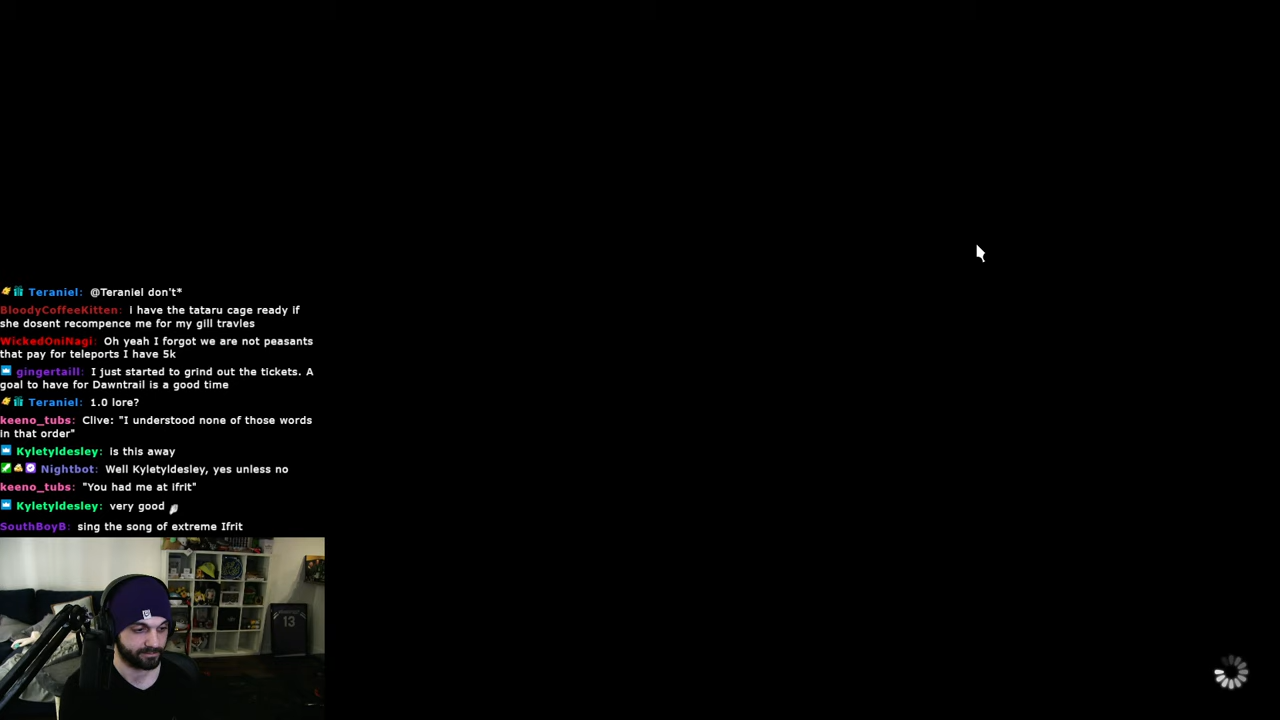 Teraniel: @Teraniel don't*
BloodyCoffeeKitten: i have the tataru cage ready if
she dosent recompence me for my gill travles
WickedOniNagi: Oh yeah I forgot we are not peasants
that pay for teleports I have 5k
gingertaill: I just started to grind out the tickets. A
goal to have for Dawntrail is a good time
Teraniel: 1.0 lore?
keeno_tubs: Clive: "I understood none of those words
in that order"
Kyletyldesley: is this away
Nightbot: Well Kyletyldesley, yes unless no
keeno_tubs: "You had me at ifrit"
Kyletyldesley: very good
SouthBoyB: sing the song of extreme Ifrit
13